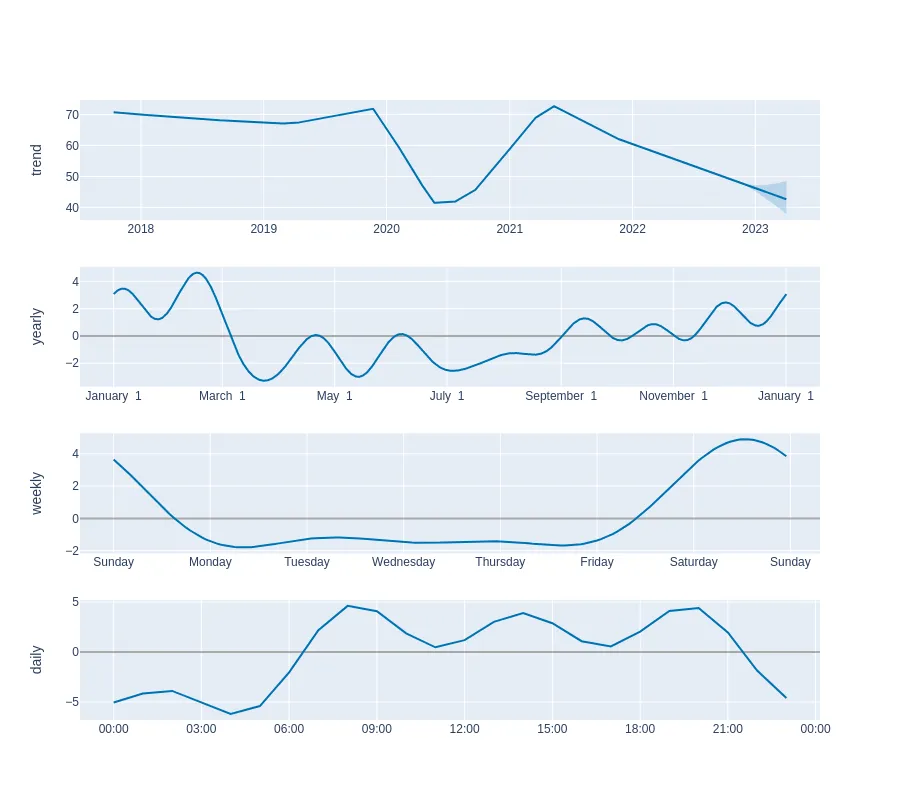 trend
70
60
50
40
2018 2019 2020 2021 2022 2023
yearly
4
2
0
−2
January 1 March 1 May 1 July 1 September 1 November 1 January 1
weekly
4
2
0
−2
Sunday Monday Tuesday Wednesday Thursday Friday Saturday Sunday
daily
5
0
−5
00:00 03:00 06:00 09:00 12:00 15:00 18:00 21:00 00:00